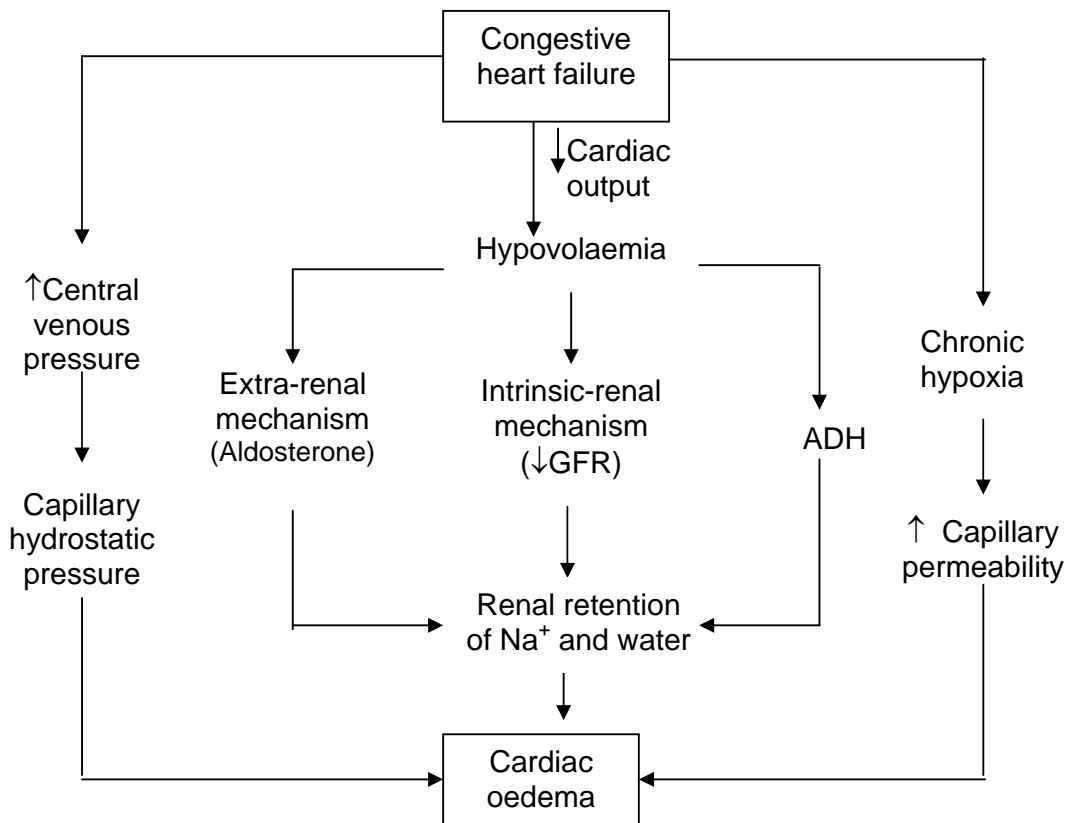 Congestive
heart failure
↓Cardiac
output
Hypovolaemia
↑Central
venous
pressure
Extra-renal
mechanism
(Aldosterone)
Intrinsic-renal
mechanism
(↓GFR)
ADH
Chronic
hypoxia
Capillary
hydrostatic
pressure
↑ Capillary
permeability
Renal retention
of Na⁺ and water
Cardiac
oedema